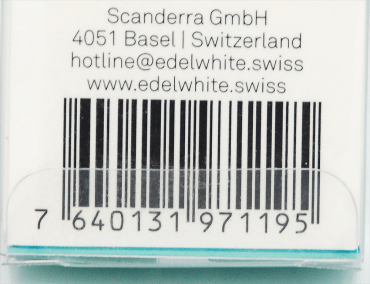 Scanderra GmbH
4051 Basel | Switzerland
hotline@edelwhite.swiss
www.edelwhite.swiss
7 640131 971195